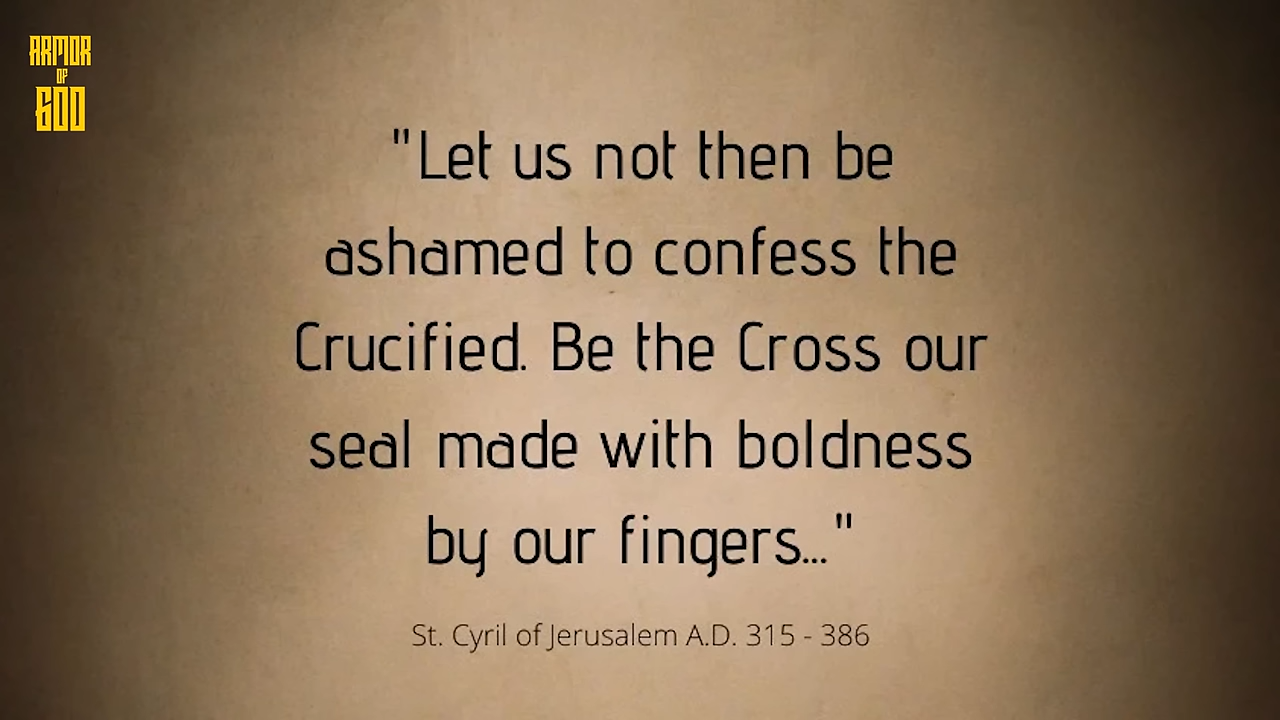 ARMOR
OF
GOD
"Let us not then be
ashamed to confess the
Crucified. Be the Cross our
seal made with boldness
by our fingers..."
St. Cyril of Jerusalem A.D. 315 - 386